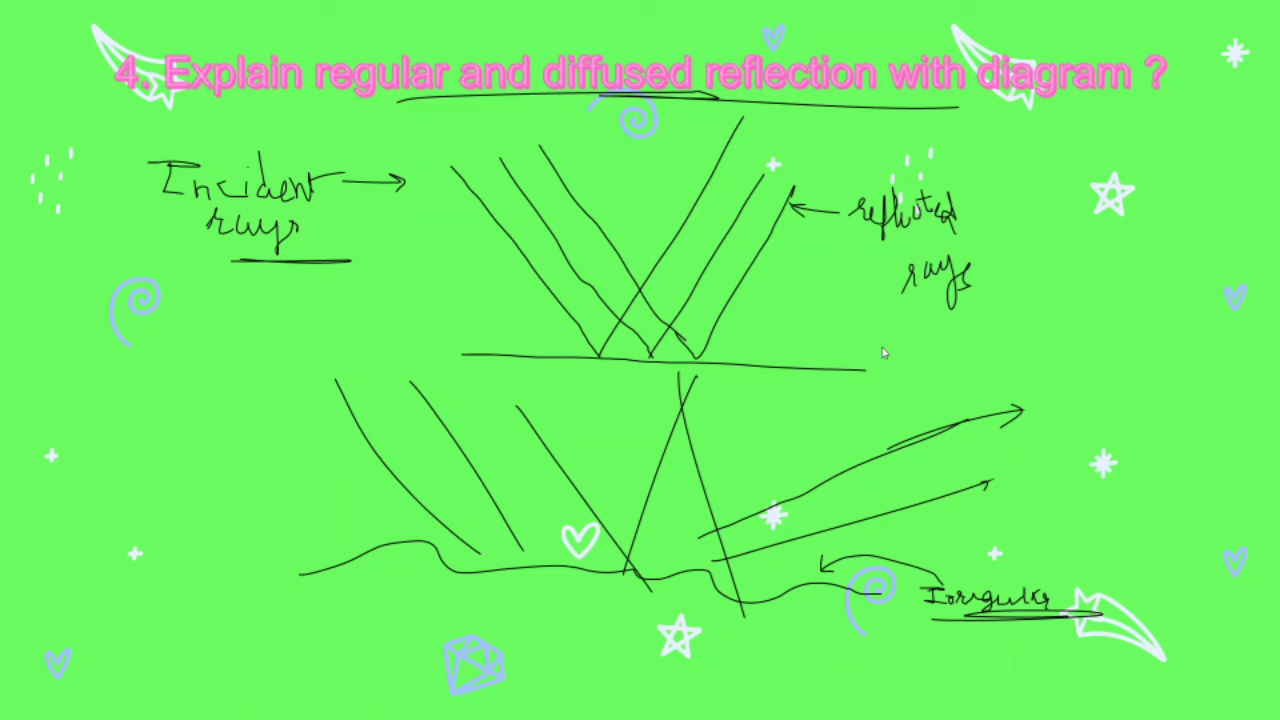 4. Explain regular and diffused reflection with diagram ?
Incident
rays
reflected
rays
Irregular